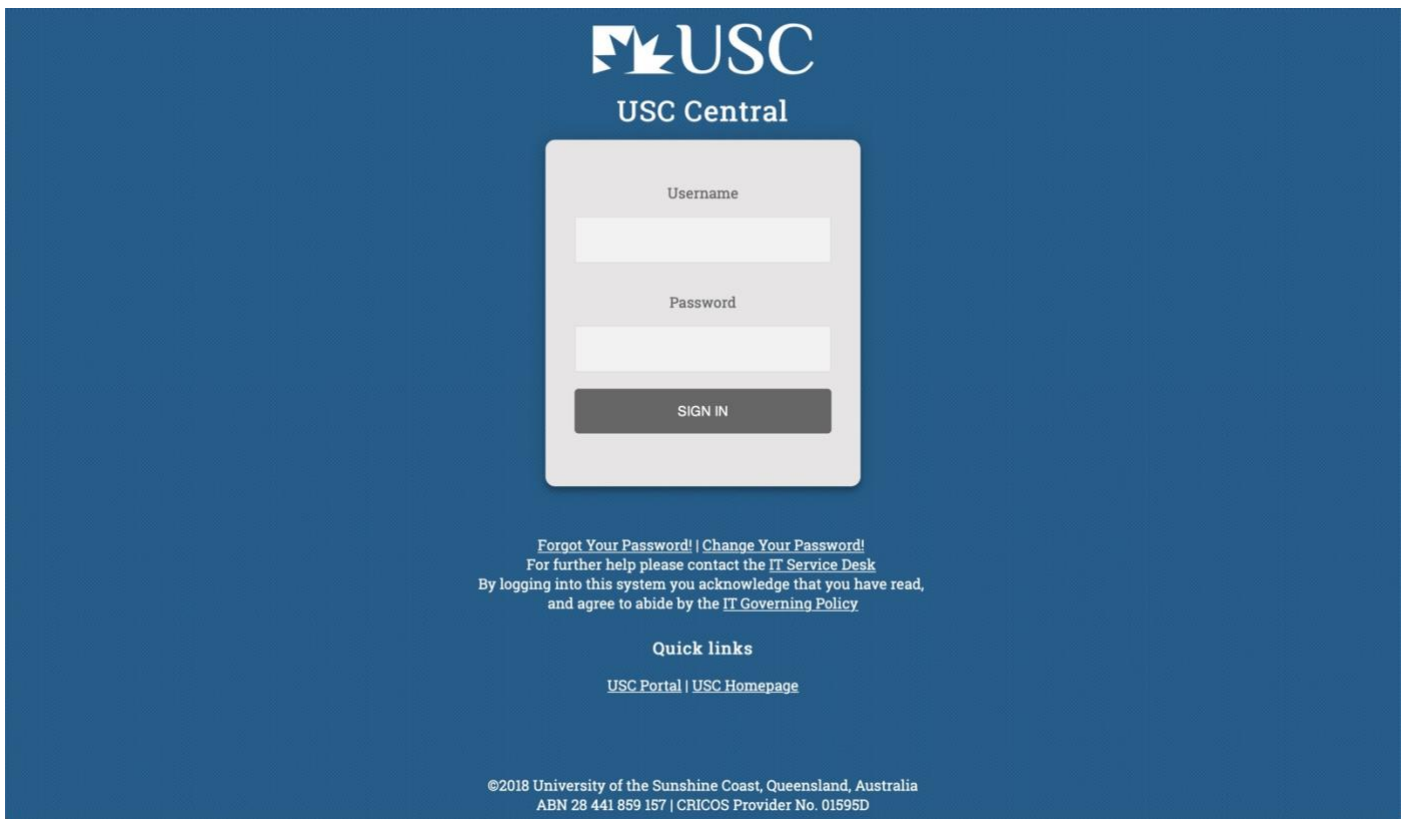 USC
USC Central
Username
Password
SIGN IN
Forgot Your Password! | Change Your Password!
For further help please contact the IT Service Desk
By logging into this system you acknowledge that you have read,
and agree to abide by the IT Governing Policy
Quick links
USC Portal | USC Homepage
©2018 University of the Sunshine Coast, Queensland, Australia
ABN 28 441 859 157 | CRICOS Provider No. 01595D